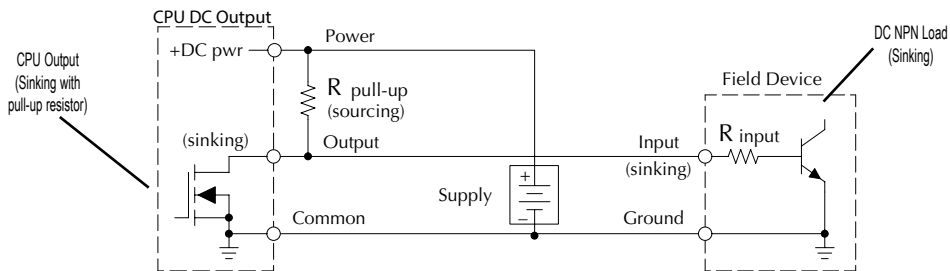 CPU DC Output
+DC pwr
Power
DC NPN Load
(Sinking)
CPU Output
(Sinking with
pull-up resistor)
R pull-up
(sourcing)
Field Device
(sinking)
Output
Input
(sinking)
R input
Supply
+
–
Common
Ground